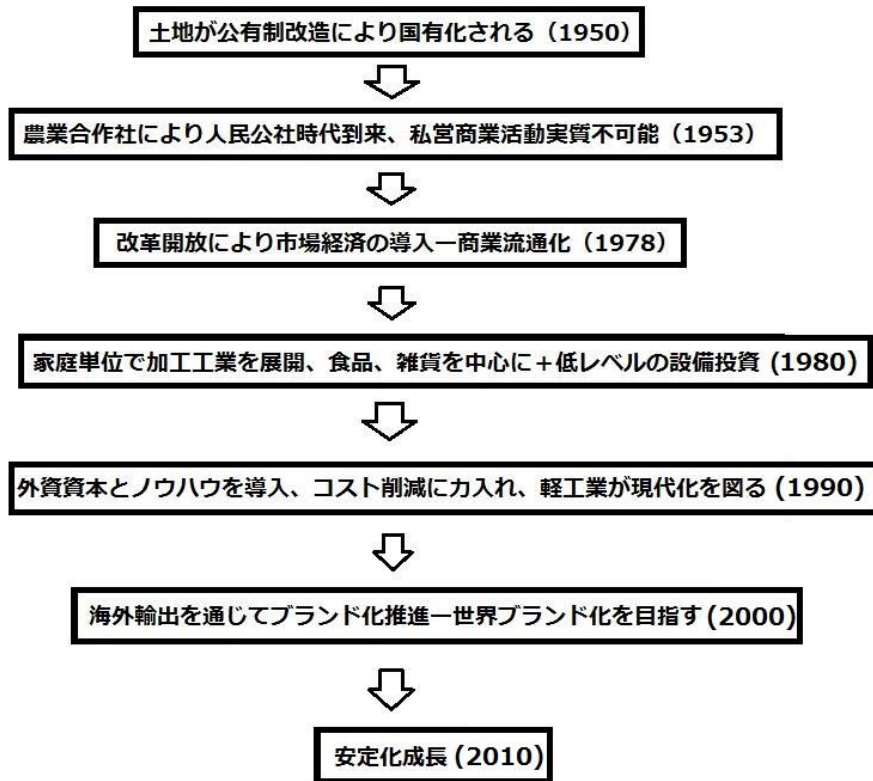 土地が公有制改造により国有化される（1950）
農業合作社により人民公社時代到来、私営商業活動実質不可能（1953）
改革開放により市場経済の導入ー商業流通化（1978）
家庭単位で加工工業を展開、食品、雑貨を中心に＋低レベルの設備投資 (1980)
外資資本とノウハウを導入、コスト削減に力入れ、軽工業が現代化を図る (1990)
海外輸出を通じてブランド化推進ー世界ブランド化を目指す (2000)
安定化成長 (2010)